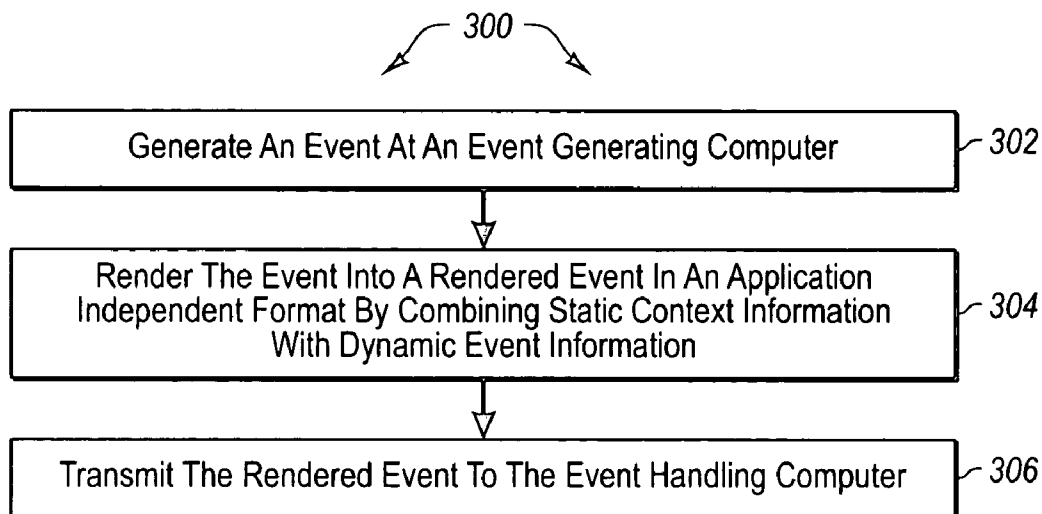 300
Generate An Event At An Event Generating Computer
302
Render The Event Into A Rendered Event In An Application
Independent Format By Combining Static Context Information
With Dynamic Event Information
304
Transmit The Rendered Event To The Event Handling Computer
306